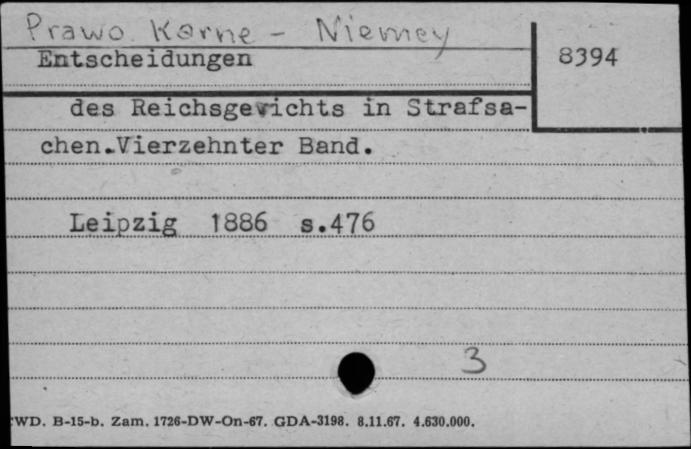 Prawo Karne - Niemcy
8394
Entscheidungen
des Reichsgerichts in Strafsa-
chen.Vierzehnter Band.
Leipzig 1886 s.476
3
WD. B-15-b. Zam. 1726-DW-On-67. GDA-3198. 8.11.67. 4.630.000.